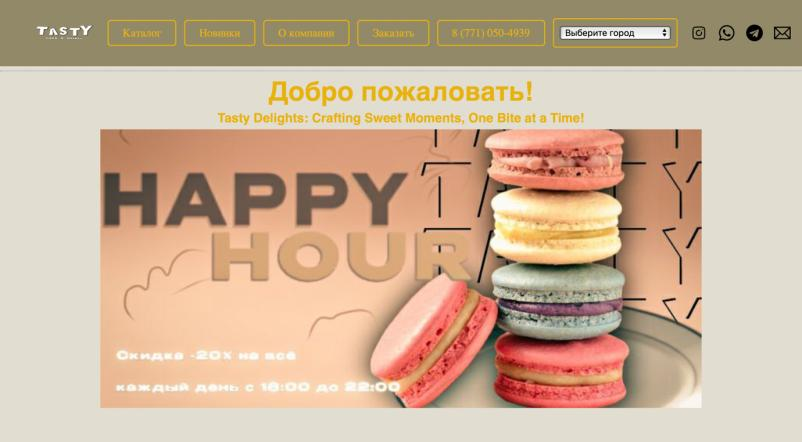 TASTY
Каталог
Новинки
О компании
Заказать
8 (771) 050-4939
Выберите город
Добро пожаловать!
Tasty Delights: Crafting Sweet Moments, One Bite at a Time!
HAPPY
HOUR
Скидка -20% на всё
каждый день с 18:00 до 22:00